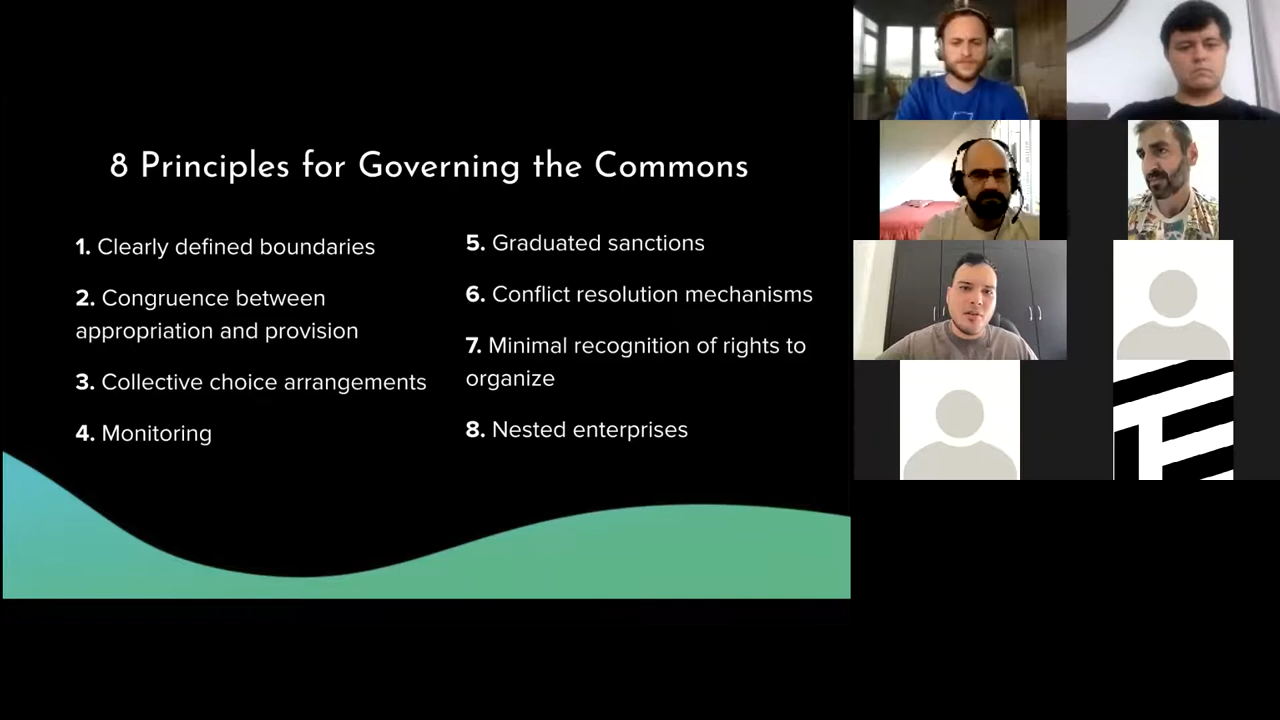 8 Principles for Governing the Commons
1. Clearly defined boundaries
2. Congruence between
appropriation and provision
3. Collective choice arrangements
4. Monitoring
5. Graduated sanctions
6. Conflict resolution mechanisms
7. Minimal recognition of rights to
organize
8. Nested enterprises